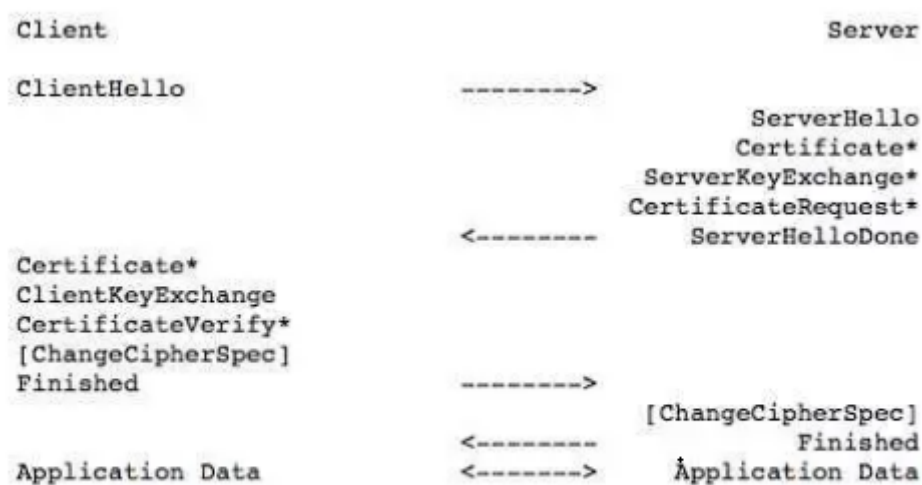 Client Server
ClientHello -------->
ServerHello
Certificate*
ServerKeyExchange*
CertificateRequest*
<-------- ServerHelloDone
Certificate*
ClientKeyExchange
CertificateVerify*
[ChangeCipherSpec]
Finished -------->
[ChangeCipherSpec]
<-------- Finished
Application Data <-------> Application Data